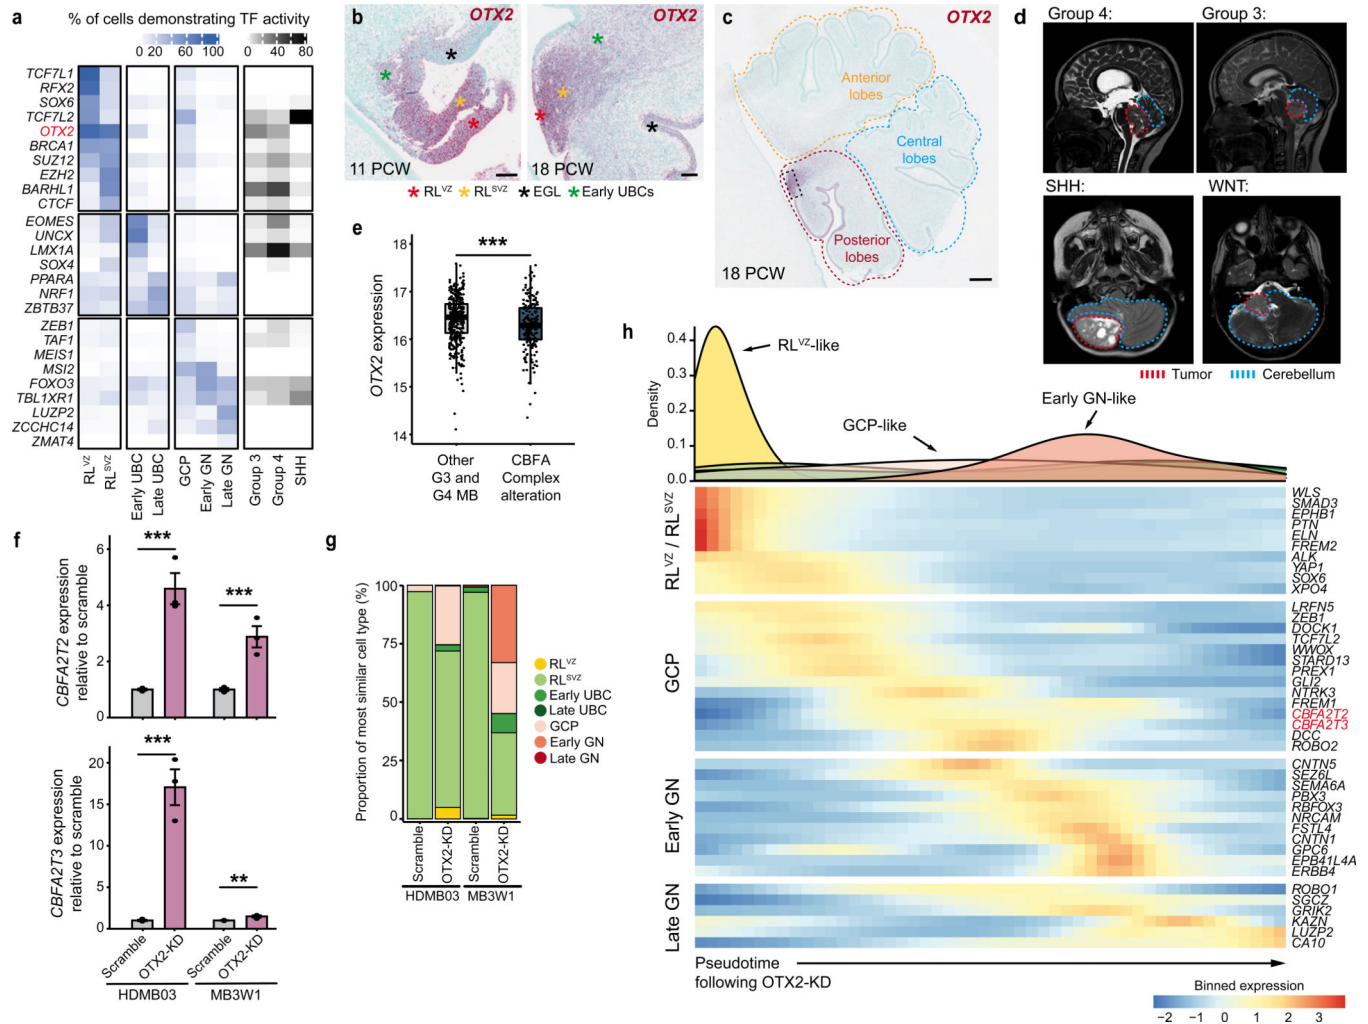 a
% of cells demonstrating TF activity
0 20 60 100
0 20 40 60 80
TCF7L1
RFX2
SOX6
TCF7L2
OTX2
BRCA1
SUZ12
EZH2
BARHL1
CTCF
EOMES
UNCX
LMX1A
SOX4
PPARA
NRF1
ZBTB37
ZEB1
TAF1
MEIS1
MSI2
FOXO3
TBL1XR1
LUZP2
ZCCHC14
ZMAT4
RLVZ
RLSVZ
Early UBC
Late UBC
GCP
Early GN
Late GN
Group 3
Group 4
SHH
b
OTX2
*
*
*
*
11 PCW
*
*
*
*
18 PCW
* RLVZ * RLSVZ * EGL * Early UBCs
c
OTX2
Anterior
lobes
Central
lobes
Posterior
lobes
18 PCW
d
Group 4:
Group 3:
SHH:
WNT:
Tumor
Cerebellum
e
OTX2 expression
18
17
16
15
14
***
Other
G3 and
G4 MB
CBFA
Complex
alteration
f
CBFA2T2 expression
relative to scramble
6
4
2
0
***
***
CBFA2T3 expression
relative to scramble
20
15
10
5
0
***
**
Scramble
OTX2-KD
Scramble
OTX2-KD
HDMB03
MB3W1
g
Proportion of most similar cell type (%)
100
75
50
25
0
Scramble
OTX2-KD
Scramble
OTX2-KD
HDMB03
MB3W1
RLVZ
RLSVZ
Early UBC
Late UBC
GCP
Early GN
Late GN
h
Density
0.4
0.3
0.2
0.1
0.0
RLVZ-like
GCP-like
Early GN-like
RLVZ / RLSVZ
WLS
SMAD3
EPHB1
PTN
ELN
FREM2
ALK
YAP1
SOX6
XPO4
GCP
LRFN5
ZEB1
DOCK1
TCF7L2
WWOX
STARD13
PREX1
GLI2
NTRK3
FREM1
CBFA2T2
CBFA2T3
DCC
ROBO2
Early GN
CNTN5
SEZ6L
SEMA6A
PBX3
RBFOX3
NRCAM
FSTL4
CNTN1
GPC6
EPB41L4A
ERBB4
Late GN
ROBO1
SGCZ
GRIK2
KAZN
LUZP2
CA10
Pseudotime
following OTX2-KD
Binned expression
−2 −1 0 1 2 3